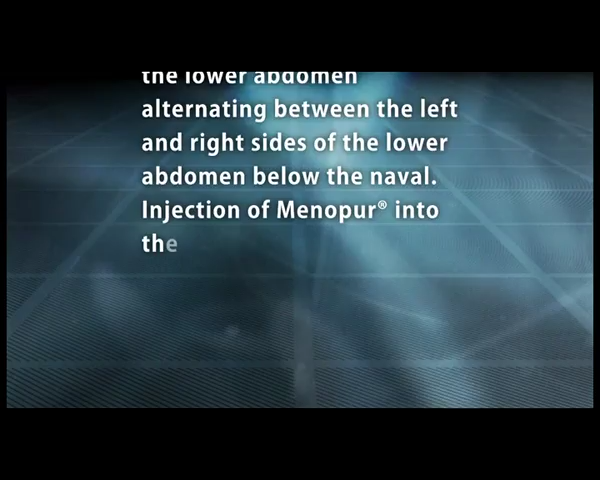 the lower abdomen
alternating between the left
and right sides of the lower
abdomen below the naval.
Injection of Menopur® into
the